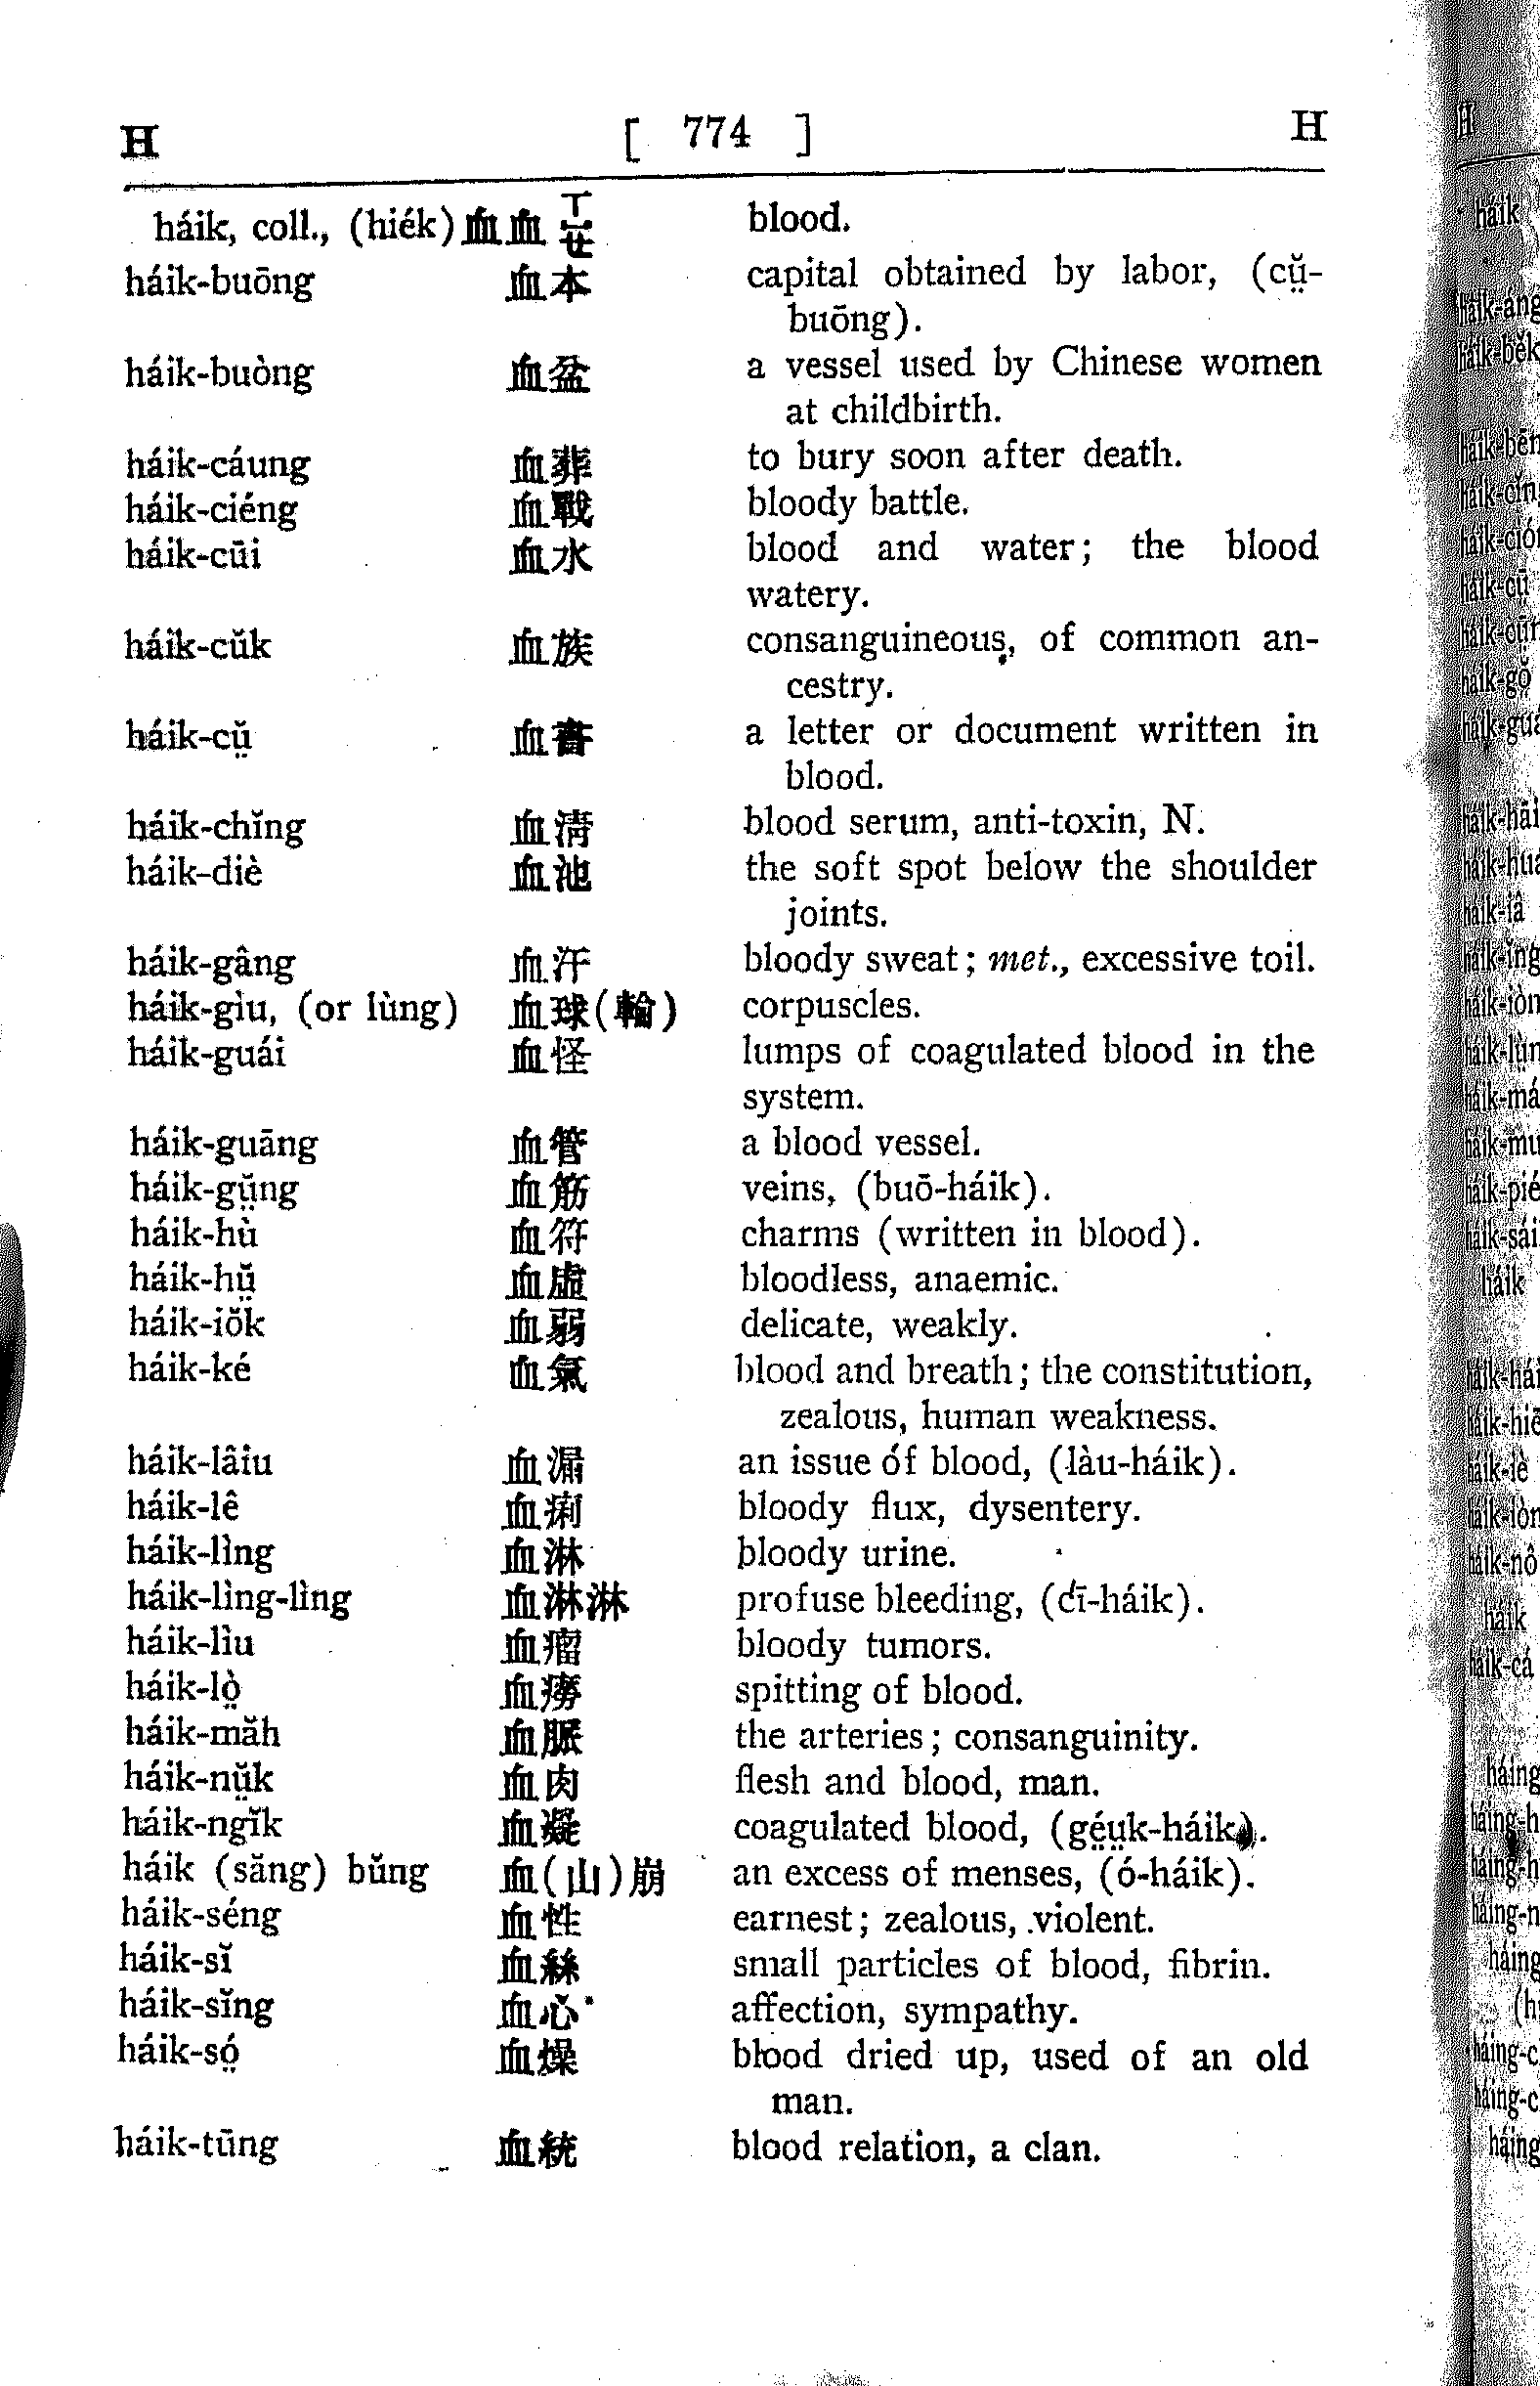 H [ 774 ] H
háik, coll., (hiék) 血血 ㄒㄧㄝ blood.
háik-buōng 血本 capital obtained by labor, (cṳ̆-
buōng).
háik-buòng 血盆 a vessel used by Chinese women
at childbirth.
háik-cáung 血葬 to bury soon after death.
háik-ciéng 血戰 bloody battle.
háik-cūi 血水 blood and water; the blood
watery.
háik-cŭk 血族 consanguineous, of common an-
cestry.
háik-cṳ̆ 血書 a letter or document written in
blood.
háik-chĭng 血清 blood serum, anti-toxin, N.
háik-diè 血池 the soft spot below the shoulder
joints.
háik-gâng 血汗 bloody sweat; met., excessive toil.
háik-gìu, (or lùng) 血球(輪) corpuscles.
háik-guái 血怪 lumps of coagulated blood in the
system.
háik-guāng 血管 a blood vessel.
háik-gṳ̆ng 血筋 veins, (buō-háik).
háik-hù 血符 charms (written in blood).
háik-hṳ̆ 血虛 bloodless, anaemic.
háik-iŏk 血弱 delicate, weakly.
háik-ké 血氣 blood and breath; the constitution,
zealous, human weakness.
háik-lâiu 血漏 an issue of blood, (làu-háik).
háik-lê 血痢 bloody flux, dysentery.
háik-lìng 血淋 bloody urine.
háik-lìng-lìng 血淋淋 profuse bleeding, (dī-háik).
háik-lìu 血瘤 bloody tumors.
háik-lò̤ 血癆 spitting of blood.
háik-măh 血脈 the arteries; consanguinity.
háik-nṳ̆k 血肉 flesh and blood, man.
háik-ngĭk 血凝 coagulated blood, (gé̤ṳk-háik).
háik (săng) bŭng 血(山)崩 an excess of menses, (ó-háik).
háik-séng 血性 earnest; zealous, violent.
háik-sĭ 血絲 small particles of blood, fibrin.
háik-sĭng 血心 affection, sympathy.
háik-só̤ 血燥 blood dried up, used of an old
man.
háik-tūng 血統 blood relation, a clan.